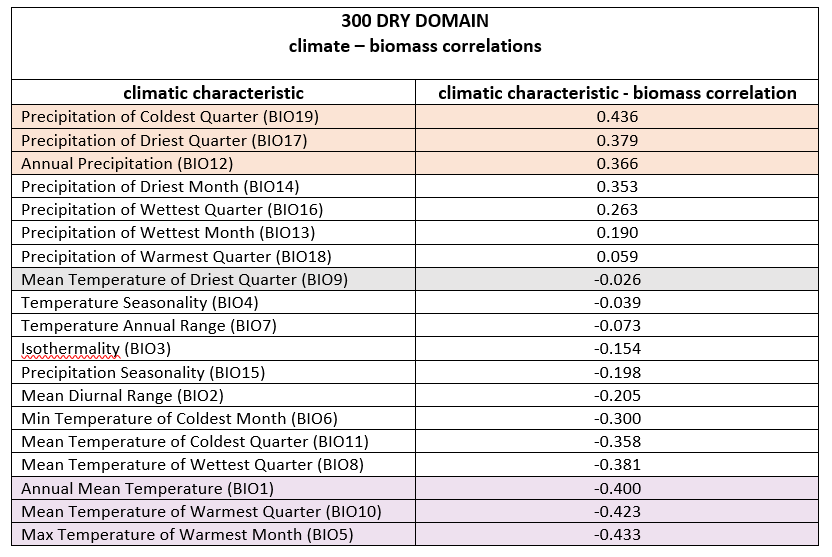 300 DRY DOMAIN
climate – biomass correlations
climatic characteristic climatic characteristic - biomass correlation
Precipitation of Coldest Quarter (BIO19) 0.436
Precipitation of Driest Quarter (BIO17) 0.379
Annual Precipitation (BIO12) 0.366
Precipitation of Driest Month (BIO14) 0.353
Precipitation of Wettest Quarter (BIO16) 0.263
Precipitation of Wettest Month (BIO13) 0.190
Precipitation of Warmest Quarter (BIO18) 0.059
Mean Temperature of Driest Quarter (BIO9) -0.026
Temperature Seasonality (BIO4) -0.039
Temperature Annual Range (BIO7) -0.073
Isothermality (BIO3) -0.154
Precipitation Seasonality (BIO15) -0.198
Mean Diurnal Range (BIO2) -0.205
Min Temperature of Coldest Month (BIO6) -0.300
Mean Temperature of Coldest Quarter (BIO11) -0.358
Mean Temperature of Wettest Quarter (BIO8) -0.381
Annual Mean Temperature (BIO1) -0.400
Mean Temperature of Warmest Quarter (BIO10) -0.423
Max Temperature of Warmest Month (BIO5) -0.433